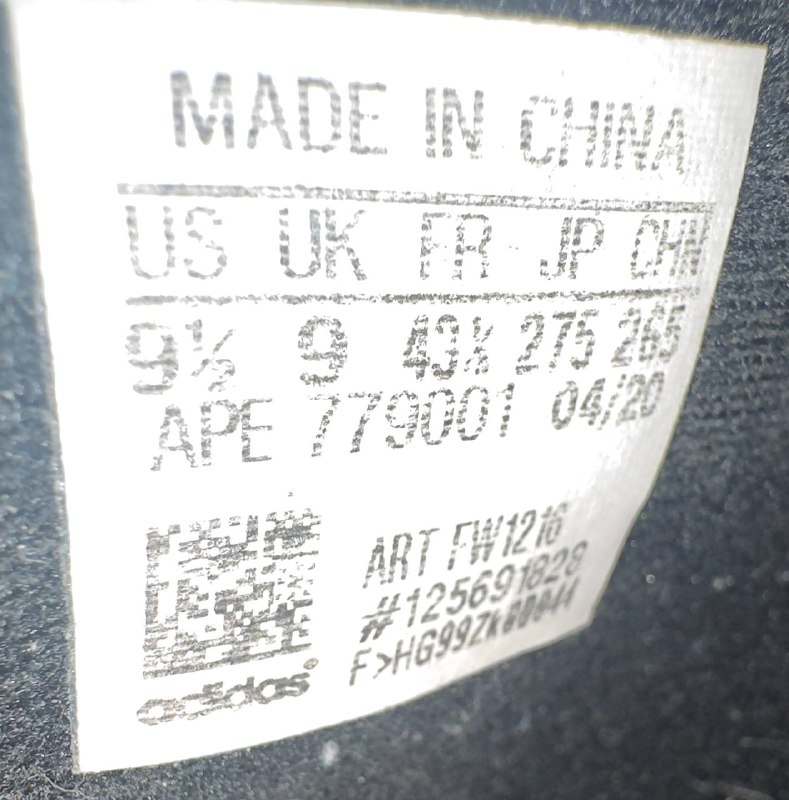 MADE IN CHINA
US UK FR JP CHN
9½ 9 43⅓ 275 265
APE 779001 04/20
ART FW1216
#125691828
adidas®